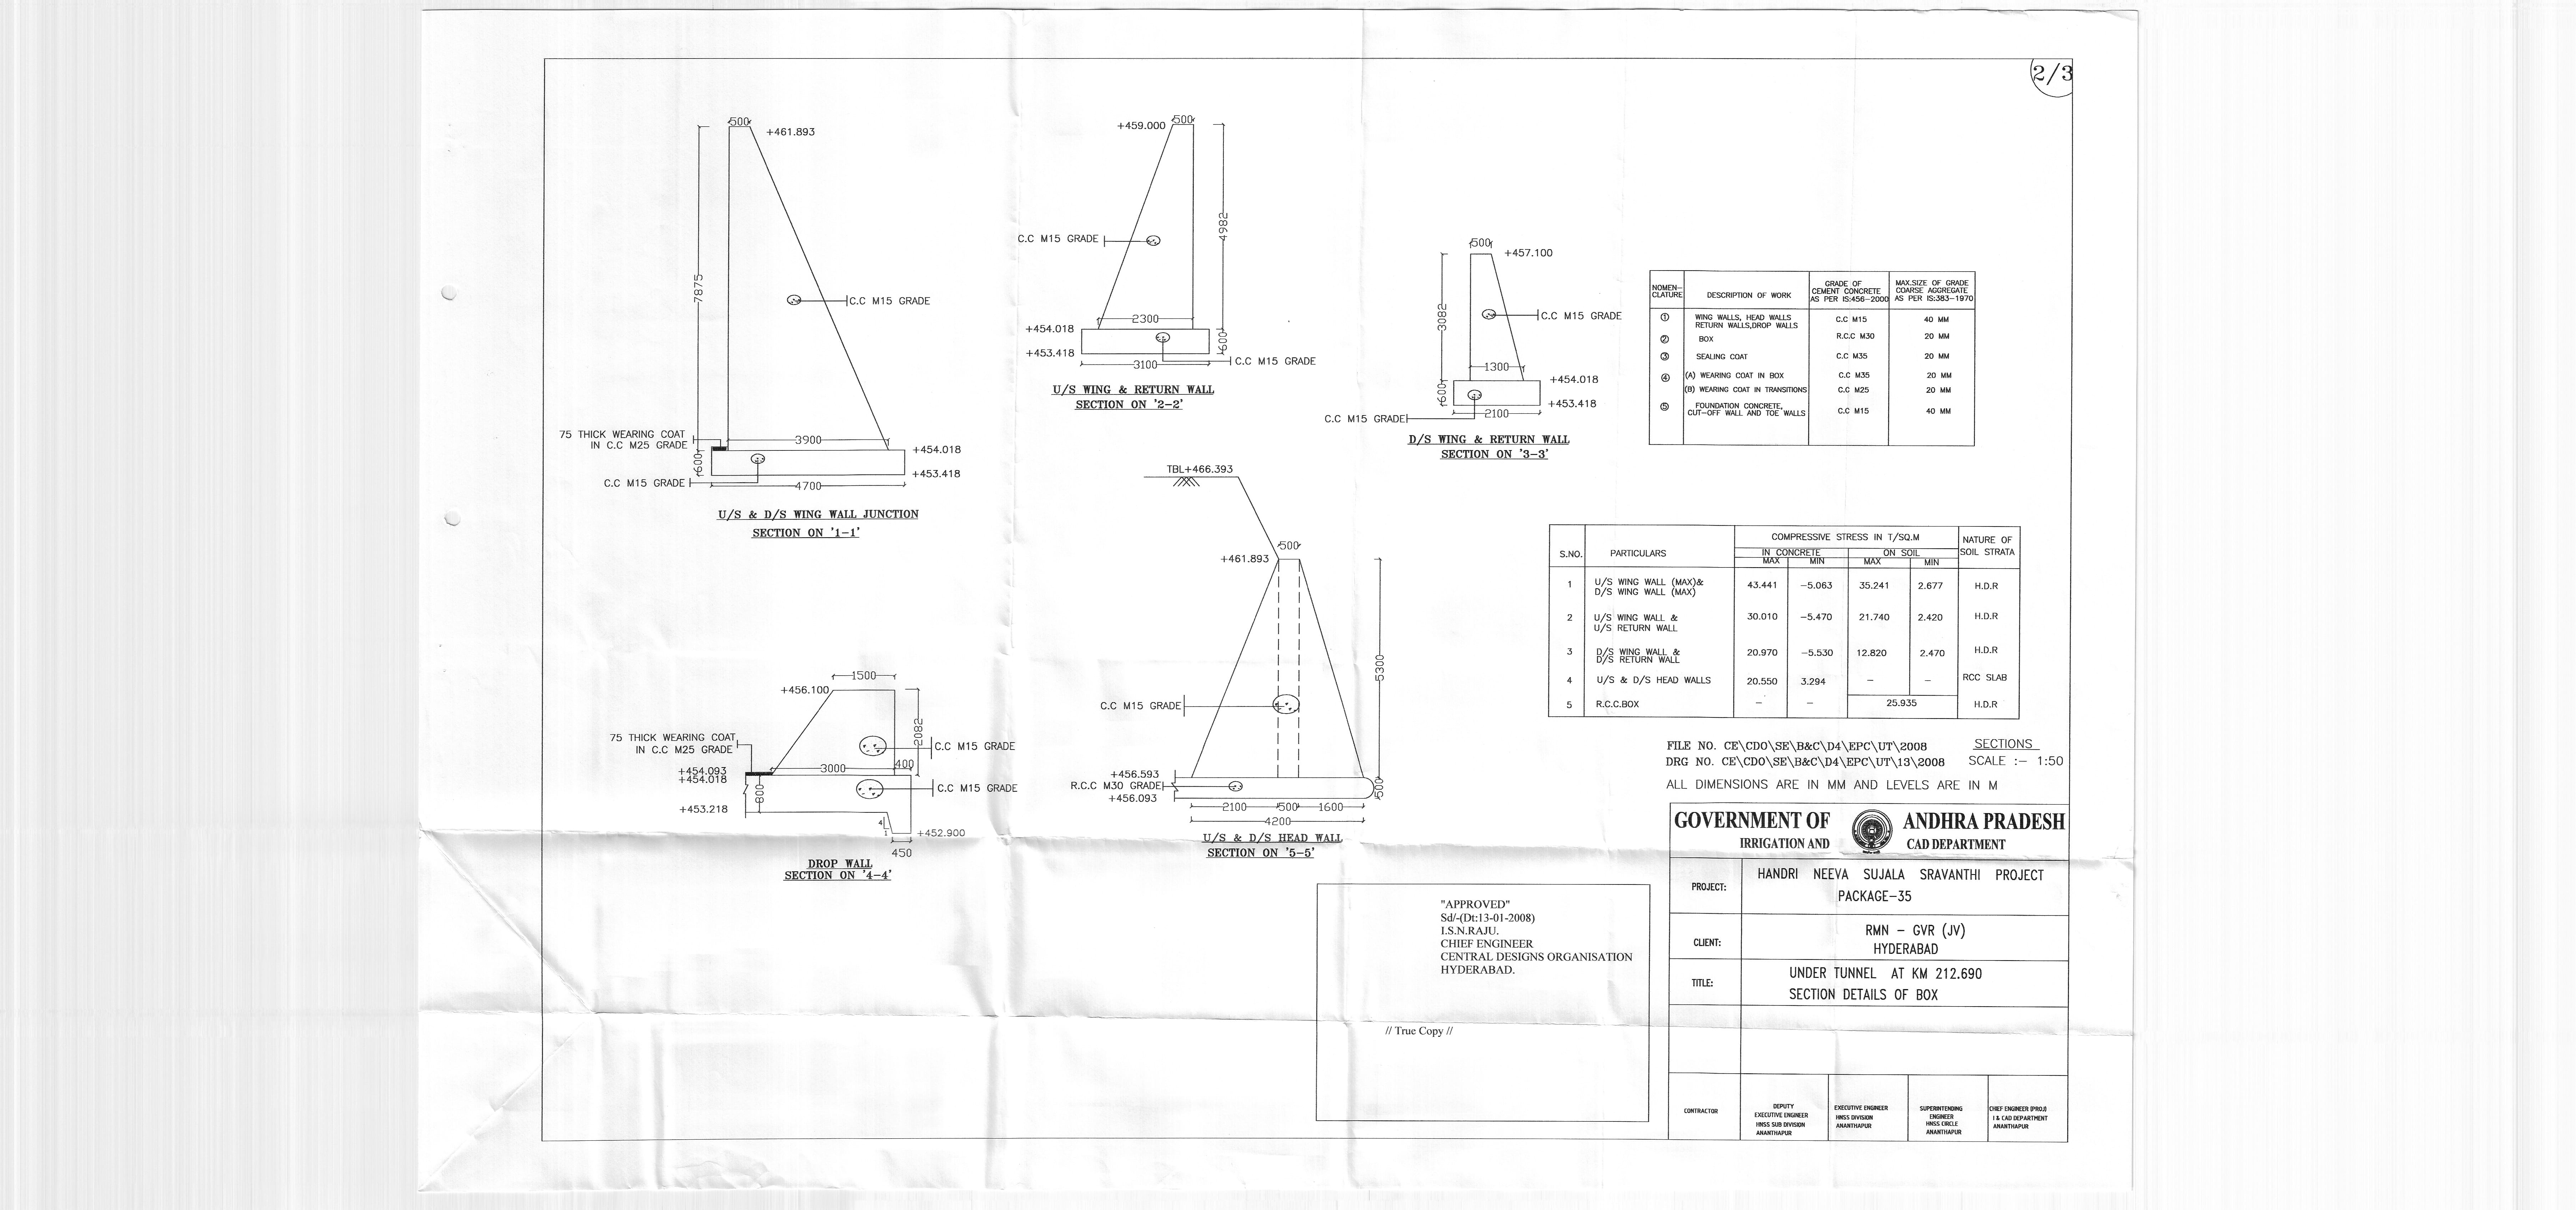 2/3
500
+461.893
7875
C.C M15 GRADE
75 THICK WEARING COAT
IN C.C M25 GRADE
3900
+454.018
600
+453.418
C.C M15 GRADE
4700
U/S & D/S WING WALL JUNCTION
SECTION ON '1-1'
500
+459.000
4982
C.C M15 GRADE
2300
+454.018
600
+453.418
3100
C.C M15 GRADE
U/S WING & RETURN WALL
SECTION ON '2-2'
500
+457.100
3082
C.C M15 GRADE
1300
+454.018
600
+453.418
2100
C.C M15 GRADE
D/S WING & RETURN WALL
SECTION ON '3-3'
NOMEN-CLATURE DESCRIPTION OF WORK GRADE OF CEMENT CONCRETE AS PER IS:456-2000 MAX.SIZE OF GRADE COARSE AGGREGATE AS PER IS:383-1970
① WING WALLS, HEAD WALLS RETURN WALLS,DROP WALLS C.C M15 40 MM
② BOX R.C.C M30 20 MM
③ SEALING COAT C.C M35 20 MM
④ (A) WEARING COAT IN BOX C.C M35 20 MM
(B) WEARING COAT IN TRANSITIONS C.C M25 20 MM
⑤ FOUNDATION CONCRETE, CUT-OFF WALL AND TOE WALLS C.C M15 40 MM
1500
+456.100
2082
75 THICK WEARING COAT
IN C.C M25 GRADE
C.C M15 GRADE
3000
400
+454.093
+454.018
800
C.C M15 GRADE
+453.218
4
1
+452.900
450
DROP WALL
SECTION ON '4-4'
TBL+466.393
500
+461.893
5300
C.C M15 GRADE
+456.593
R.C.C M30 GRADE
+456.093
500
2100 500 1600
4200
U/S & D/S HEAD WALL
SECTION ON '5-5'
S.NO. PARTICULARS COMPRESSIVE STRESS IN T/SQ.M NATURE OF SOIL STRATA
IN CONCRETE ON SOIL
MAX MIN MAX MIN
1 U/S WING WALL (MAX)& D/S WING WALL (MAX) 43.441 -5.063 35.241 2.677 H.D.R
2 U/S WING WALL & U/S RETURN WALL 30.010 -5.470 21.740 2.420 H.D.R
3 D/S WING WALL & D/S RETURN WALL 20.970 -5.530 12.820 2.470 H.D.R
4 U/S & D/S HEAD WALLS 20.550 3.294 - - RCC SLAB
5 R.C.C.BOX - - 25.935 H.D.R
FILE NO. CE\CDO\SE\B&C\D4\EPC\UT\2008 SECTIONS
DRG NO. CE\CDO\SE\B&C\D4\EPC\UT\13\2008 SCALE :- 1:50
ALL DIMENSIONS ARE IN MM AND LEVELS ARE IN M
GOVERNMENT OF ANDHRA PRADESH
IRRIGATION AND CAD DEPARTMENT
PROJECT: HANDRI NEEVA SUJALA SRAVANTHI PROJECT
PACKAGE-35
CLIENT: RMN - GVR (JV)
HYDERABAD
TITLE: UNDER TUNNEL AT KM 212.690
SECTION DETAILS OF BOX
"APPROVED"
Sd/-(Dt:13-01-2008)
I.S.N.RAJU.
CHIEF ENGINEER
CENTRAL DESIGNS ORGANISATION
HYDERABAD.
// True Copy //
CONTRACTOR
DEPUTY
EXECUTIVE ENGINEER
HNSS SUB DIVISION
ANANTHAPUR
EXECUTIVE ENGINEER
HNSS DIVISION
ANANTHAPUR
SUPERINTENDING
ENGINEER
HNSS CIRCLE
ANANTHAPUR
CHIEF ENGINEER (PROJ)
I & CAD DEPARTMENT
ANANTHAPUR